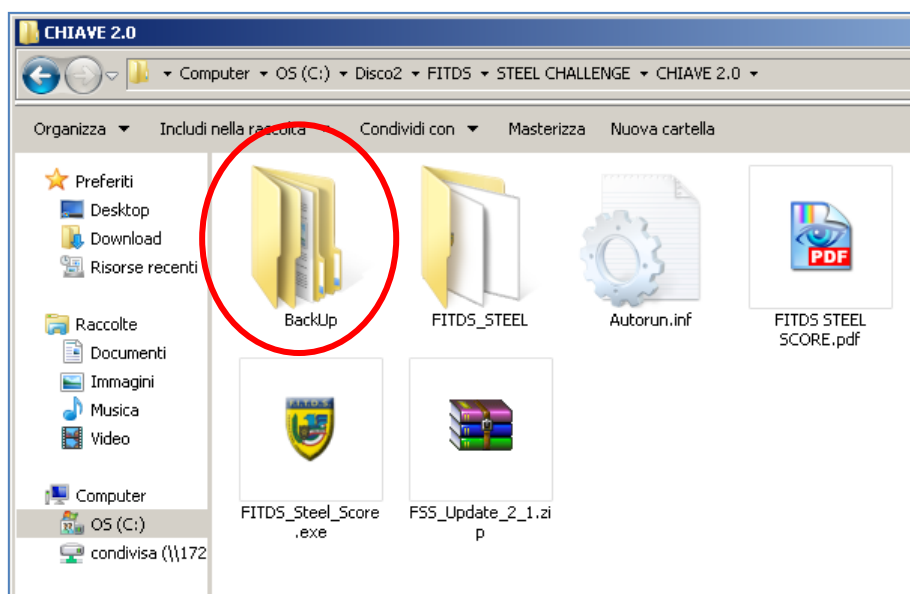 CHIAVE 2.0
Computer OS (C:) Disco2 FITDS STEEL CHALLENGE CHIAVE 2.0
Organizza Includi nella raccolta Condividi con Masterizza Nuova cartella
Preferiti
Desktop
Download
Risorse recenti
Raccolte
Documenti
Immagini
Musica
Video
Computer
OS (C:)
condivisa (\\172
BackUp
FITDS_STEEL
Autorun.inf
PDF
FITDS STEEL
SCORE.pdf
FITDS
FITDS_Steel_Score
.exe
FSS_Update_2_1.zi
p